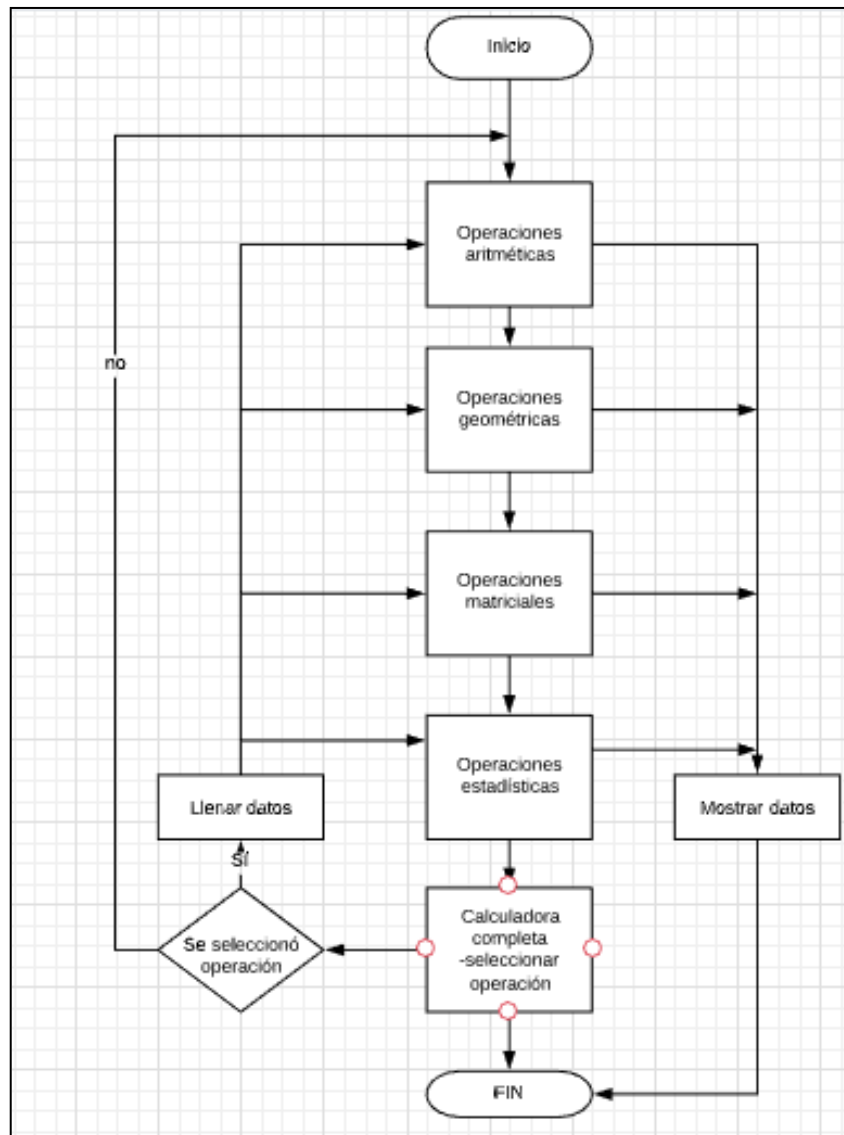 Inicio
Operaciones
aritméticas
no
Operaciones
geométricas
Operaciones
matriciales
Operaciones
estadísticas
Llenar datos
Mostrar datos
Sí
Calculadora
completa
-seleccionar
operación
Se seleccionó
operación
FIN